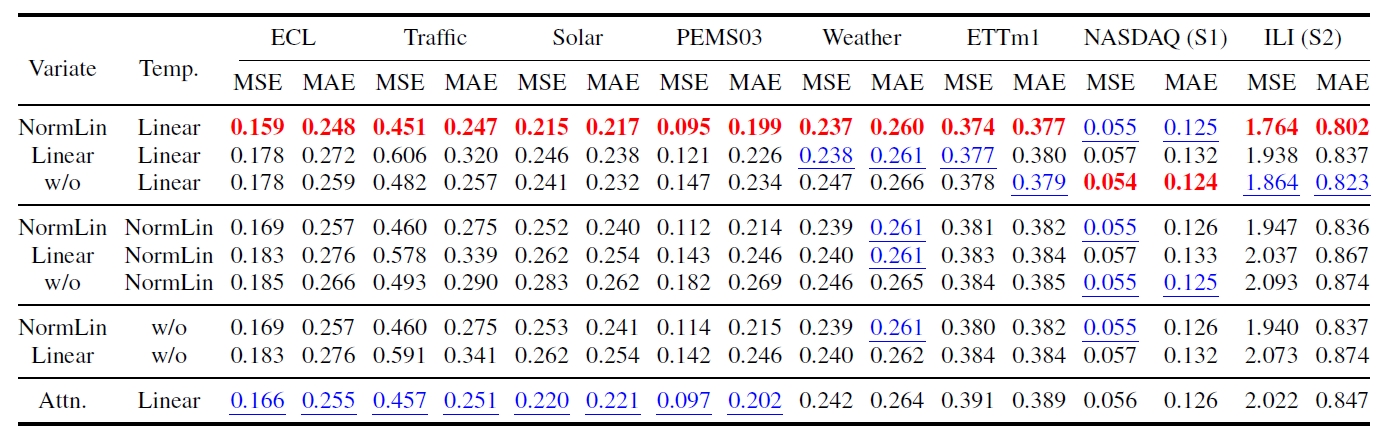 ECL Traffic Solar PEMS03 Weather ETTm1 NASDAQ (S1) ILI (S2)
Variate Temp.
MSE MAE MSE MAE MSE MAE MSE MAE MSE MAE MSE MAE MSE MAE MSE MAE
NormLin Linear 0.159 0.248 0.451 0.247 0.215 0.217 0.095 0.199 0.237 0.260 0.374 0.377 0.055 0.125 1.764 0.802
Linear Linear 0.178 0.272 0.606 0.320 0.246 0.238 0.121 0.226 0.238 0.261 0.377 0.380 0.057 0.132 1.938 0.837
w/o Linear 0.178 0.259 0.482 0.257 0.241 0.232 0.147 0.234 0.247 0.266 0.378 0.379 0.054 0.124 1.864 0.823
NormLin NormLin 0.169 0.257 0.460 0.275 0.252 0.240 0.112 0.214 0.239 0.261 0.381 0.382 0.055 0.126 1.947 0.836
Linear NormLin 0.183 0.276 0.578 0.339 0.262 0.254 0.143 0.246 0.240 0.261 0.383 0.384 0.057 0.133 2.037 0.867
w/o NormLin 0.185 0.266 0.493 0.290 0.283 0.262 0.182 0.269 0.246 0.265 0.384 0.385 0.055 0.125 2.093 0.874
NormLin w/o 0.169 0.257 0.460 0.275 0.253 0.241 0.114 0.215 0.239 0.261 0.380 0.382 0.055 0.126 1.940 0.837
Linear w/o 0.183 0.276 0.591 0.341 0.262 0.254 0.142 0.246 0.240 0.262 0.384 0.384 0.057 0.132 2.073 0.874
Attn. Linear 0.166 0.255 0.457 0.251 0.220 0.221 0.097 0.202 0.242 0.264 0.391 0.389 0.056 0.126 2.022 0.847